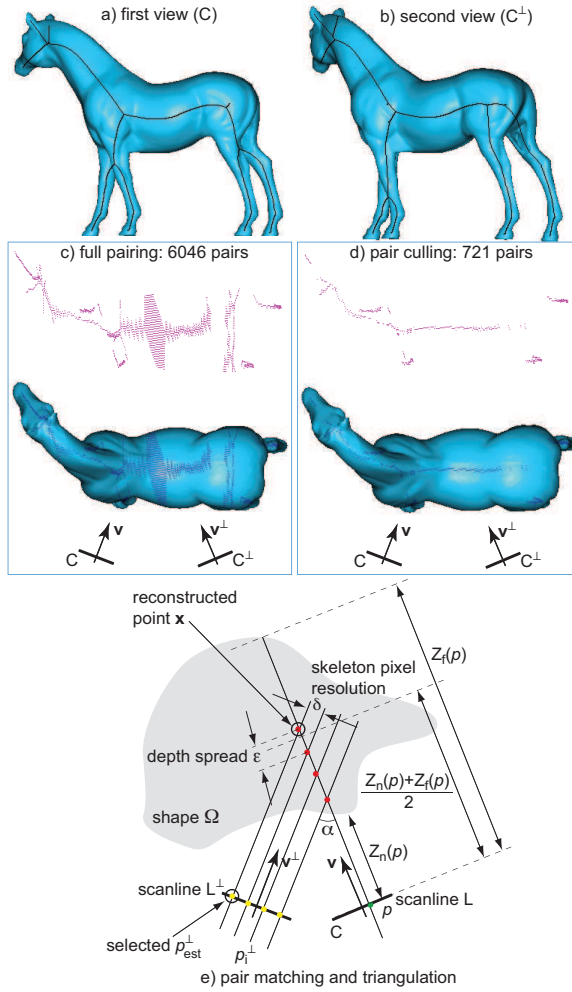 a) first view (C)
b) second view (C⊥)
c) full pairing: 6046 pairs
d) pair culling: 721 pairs
v
C
v⊥
C⊥
v
C
v⊥
C⊥
reconstructed
point x
skeleton pixel
resolution
δ
Zf(p)
depth spread ε
Zn(p)+Zf(p)
2
shape Ω
α
Zn(p)
v⊥
v
scanline L⊥
scanline L
p
C
selected p⊥est
pi⊥
e) pair matching and triangulation